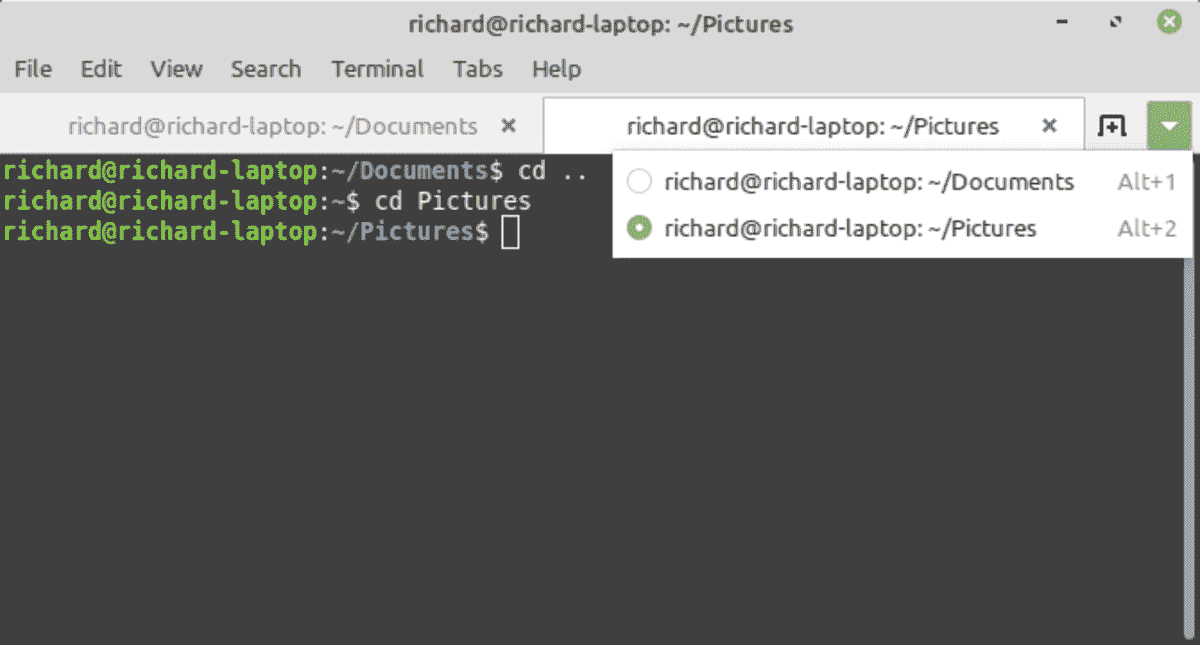 richard@richard-laptop: ~/Pictures
File Edit View Search Terminal Tabs Help
richard@richard-laptop: ~/Documents richard@richard-laptop: ~/Pictures
richard@richard-laptop:~/Documents$ cd ..
richard@richard-laptop:~$ cd Pictures
richard@richard-laptop:~/Pictures$
richard@richard-laptop: ~/Documents Alt+1
richard@richard-laptop: ~/Pictures Alt+2